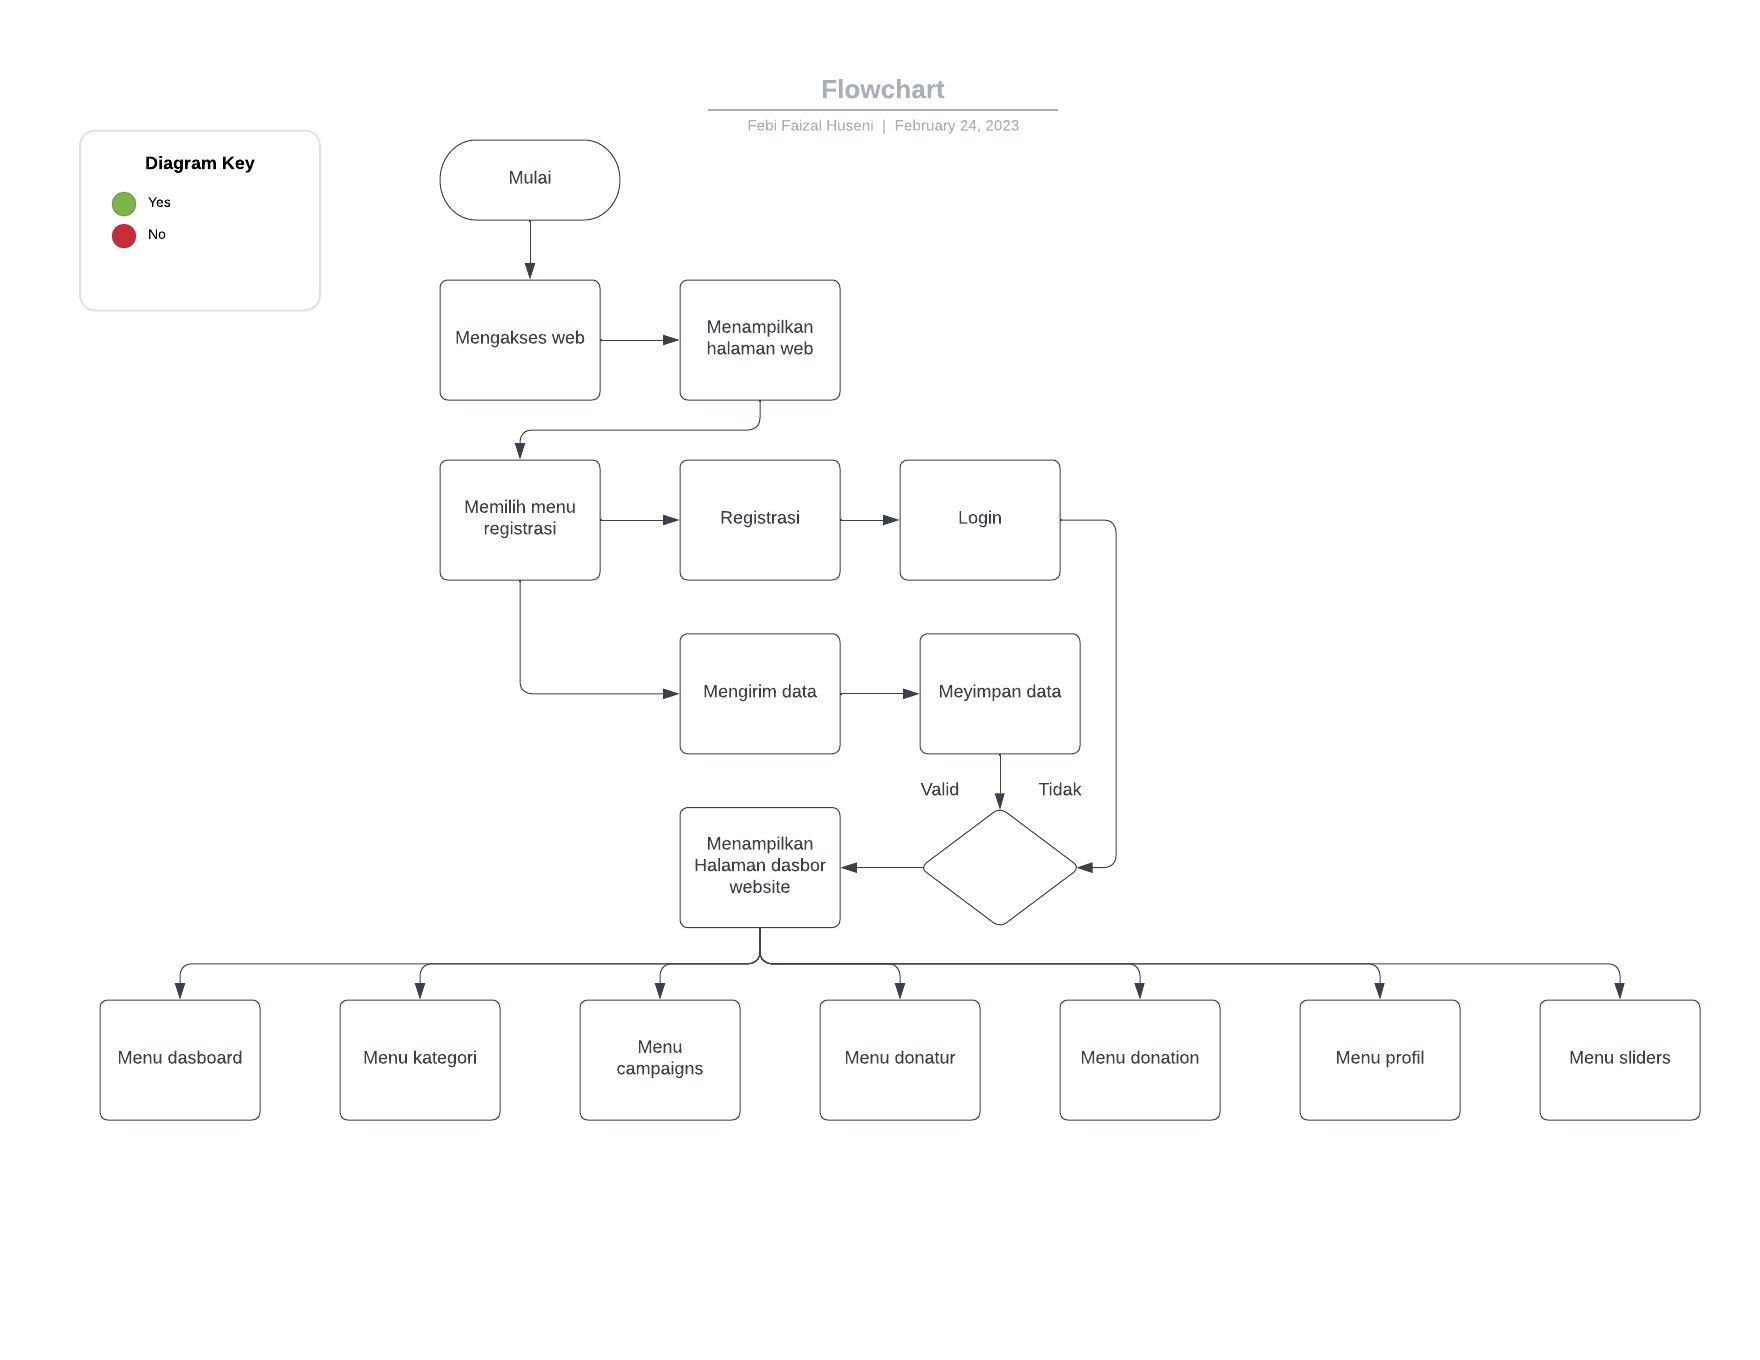 Flowchart
Febi Faizal Huseni | February 24, 2023
Diagram Key
Yes
No
Mulai
Mengakses web
Menampilkan
halaman web
Memilih menu
registrasi
Registrasi
Login
Mengirim data
Meyimpan data
Valid
Tidak
Menampilkan
Halaman dasbor
website
Menu dasboard
Menu kategori
Menu
campaigns
Menu donatur
Menu donation
Menu profil
Menu sliders